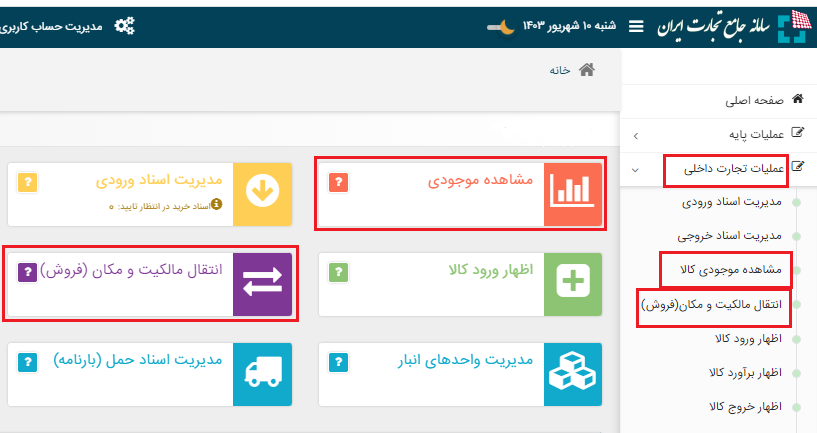 سامانه جامع تجارت ایران
شنبه ۱۰ شهریور ۱۴۰۳
مدیریت حساب کاربری
خانه
صفحه اصلی
عملیات پایه
عملیات تجارت داخلی
مدیریت اسناد ورودی
مدیریت اسناد خروجی
مشاهده موجودی کالا
انتقال مالکیت و مکان(فروش)
اظهار ورود کالا
اظهار برآورد کالا
اظهار خروج کالا
مشاهده موجودی ?
مدیریت اسناد ورودی ?
اسناد خرید در انتظار تایید: ۰
اظهار ورود کالا ?
انتقال مالکیت و مکان (فروش) ?
مدیریت واحدهای انبار ?
مدیریت اسناد حمل (بارنامه) ?